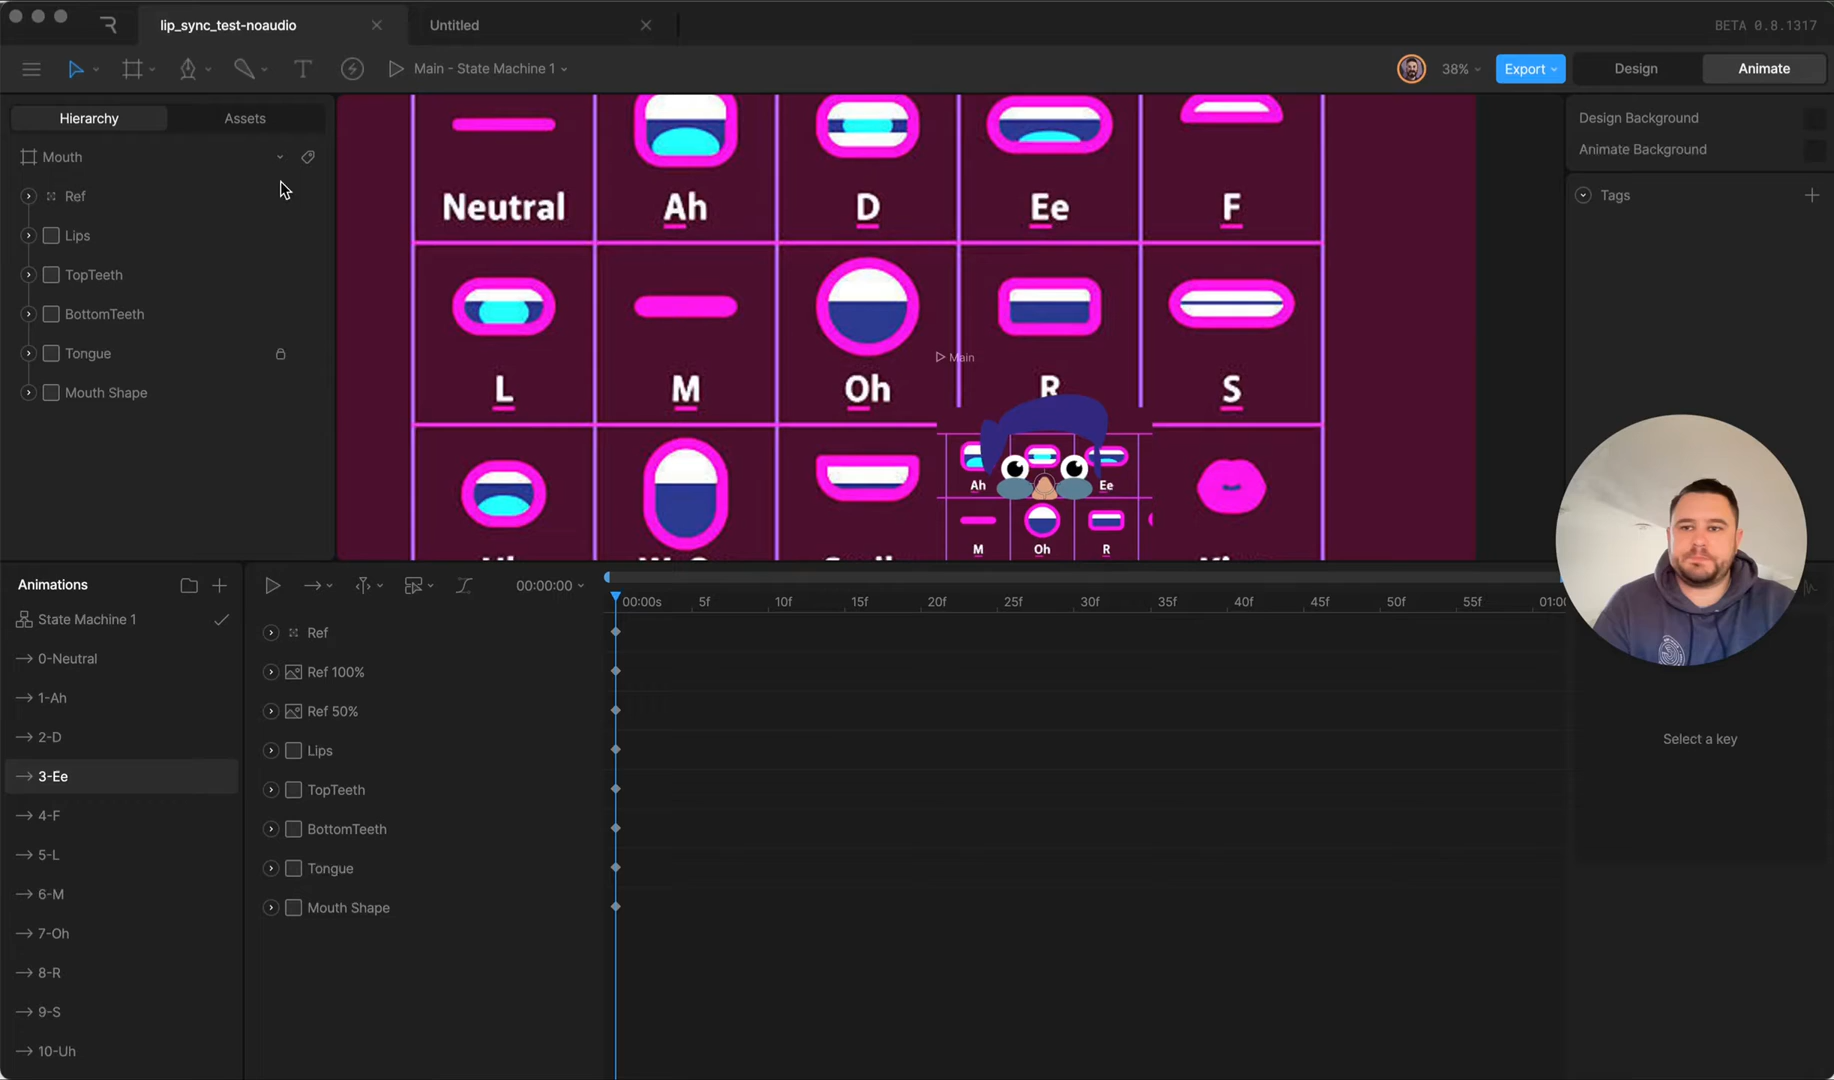 lip_sync_test-noaudio
Untitled
BETA 0.8.1317
Main - State Machine 1
38%
Export
Design
Animate
Hierarchy
Assets
Mouth
Ref
Lips
TopTeeth
BottomTeeth
Tongue
Mouth Shape
Neutral
Ah
D
Ee
F
L
M
Oh
R
S
Main
Ah
Ee
M
Oh
R
Design Background
Animate Background
Tags
Animations
State Machine 1
0-Neutral
1-Ah
2-D
3-Ee
4-F
5-L
6-M
7-Oh
8-R
9-S
10-Uh
00:00:00
00:00s
5f
10f
15f
20f
25f
30f
35f
40f
45f
50f
55f
Ref
Ref 100%
Ref 50%
Lips
TopTeeth
BottomTeeth
Tongue
Mouth Shape
Select a key